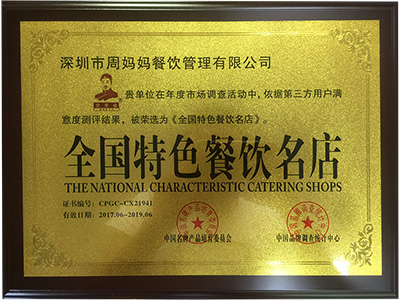 深圳市周妈妈餐饮管理有限公司
贵单位在年度市场调查活动中,依据第三方用户满
意度测评结果，被荣选为《全国特色餐饮名店》。
全国特色餐饮名店
THE NATIONAL CHARACTERISTIC CATERING SHOPS
证书编号：CPGC-CX21941
有效日期：2017.06-2019.06
中国名牌产品培育委员会
中国品牌调查统计中心